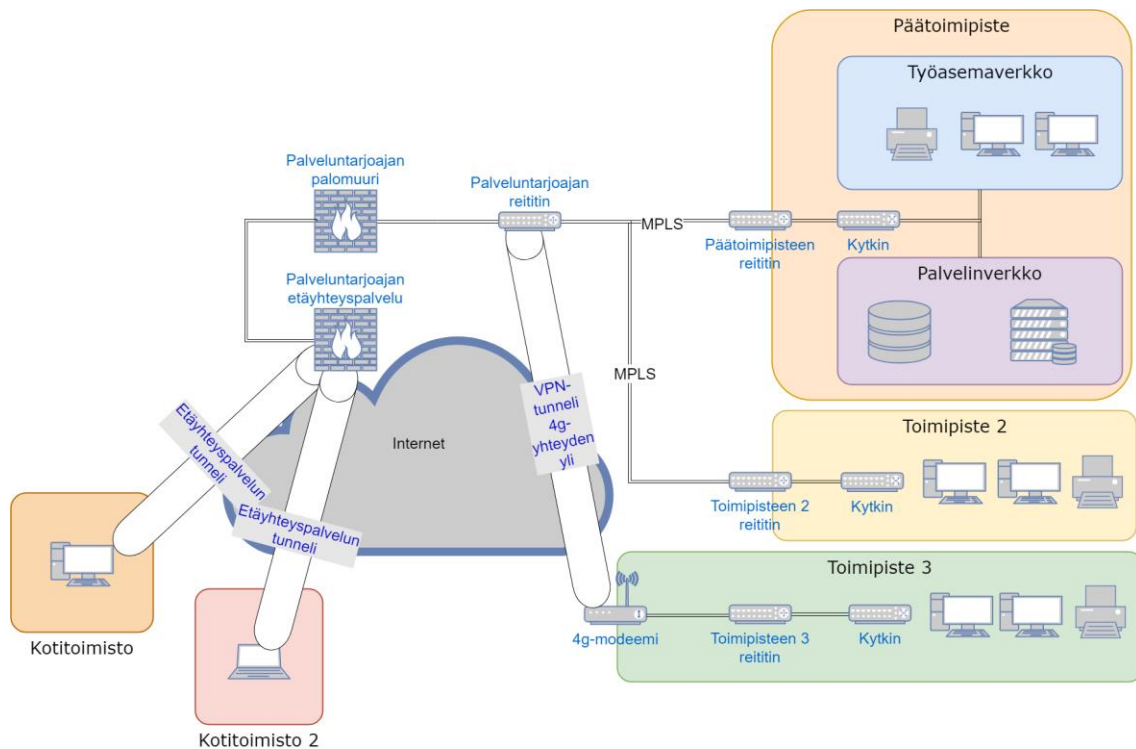 Päätoimipiste
Työasemaverkko
Palveluntarjoajan
palomuuri
Palveluntarjoajan
reititin
MPLS
Päätoimipisteen
reititin
Kytkin
Palvelinverkko
Palveluntarjoajan
etäyhteyspalvelu
MPLS
VPN-
tunneli
4g-
yhteyden
yli
Internet
Etäyhteyspalvelun
tunneli
Etäyhteyspalvelun
tunneli
Toimipiste 2
Toimipisteen 2
reititin
Kytkin
Toimipiste 3
4g-modeemi
Toimipisteen 3
reititin
Kytkin
Kotitoimisto
Kotitoimisto 2